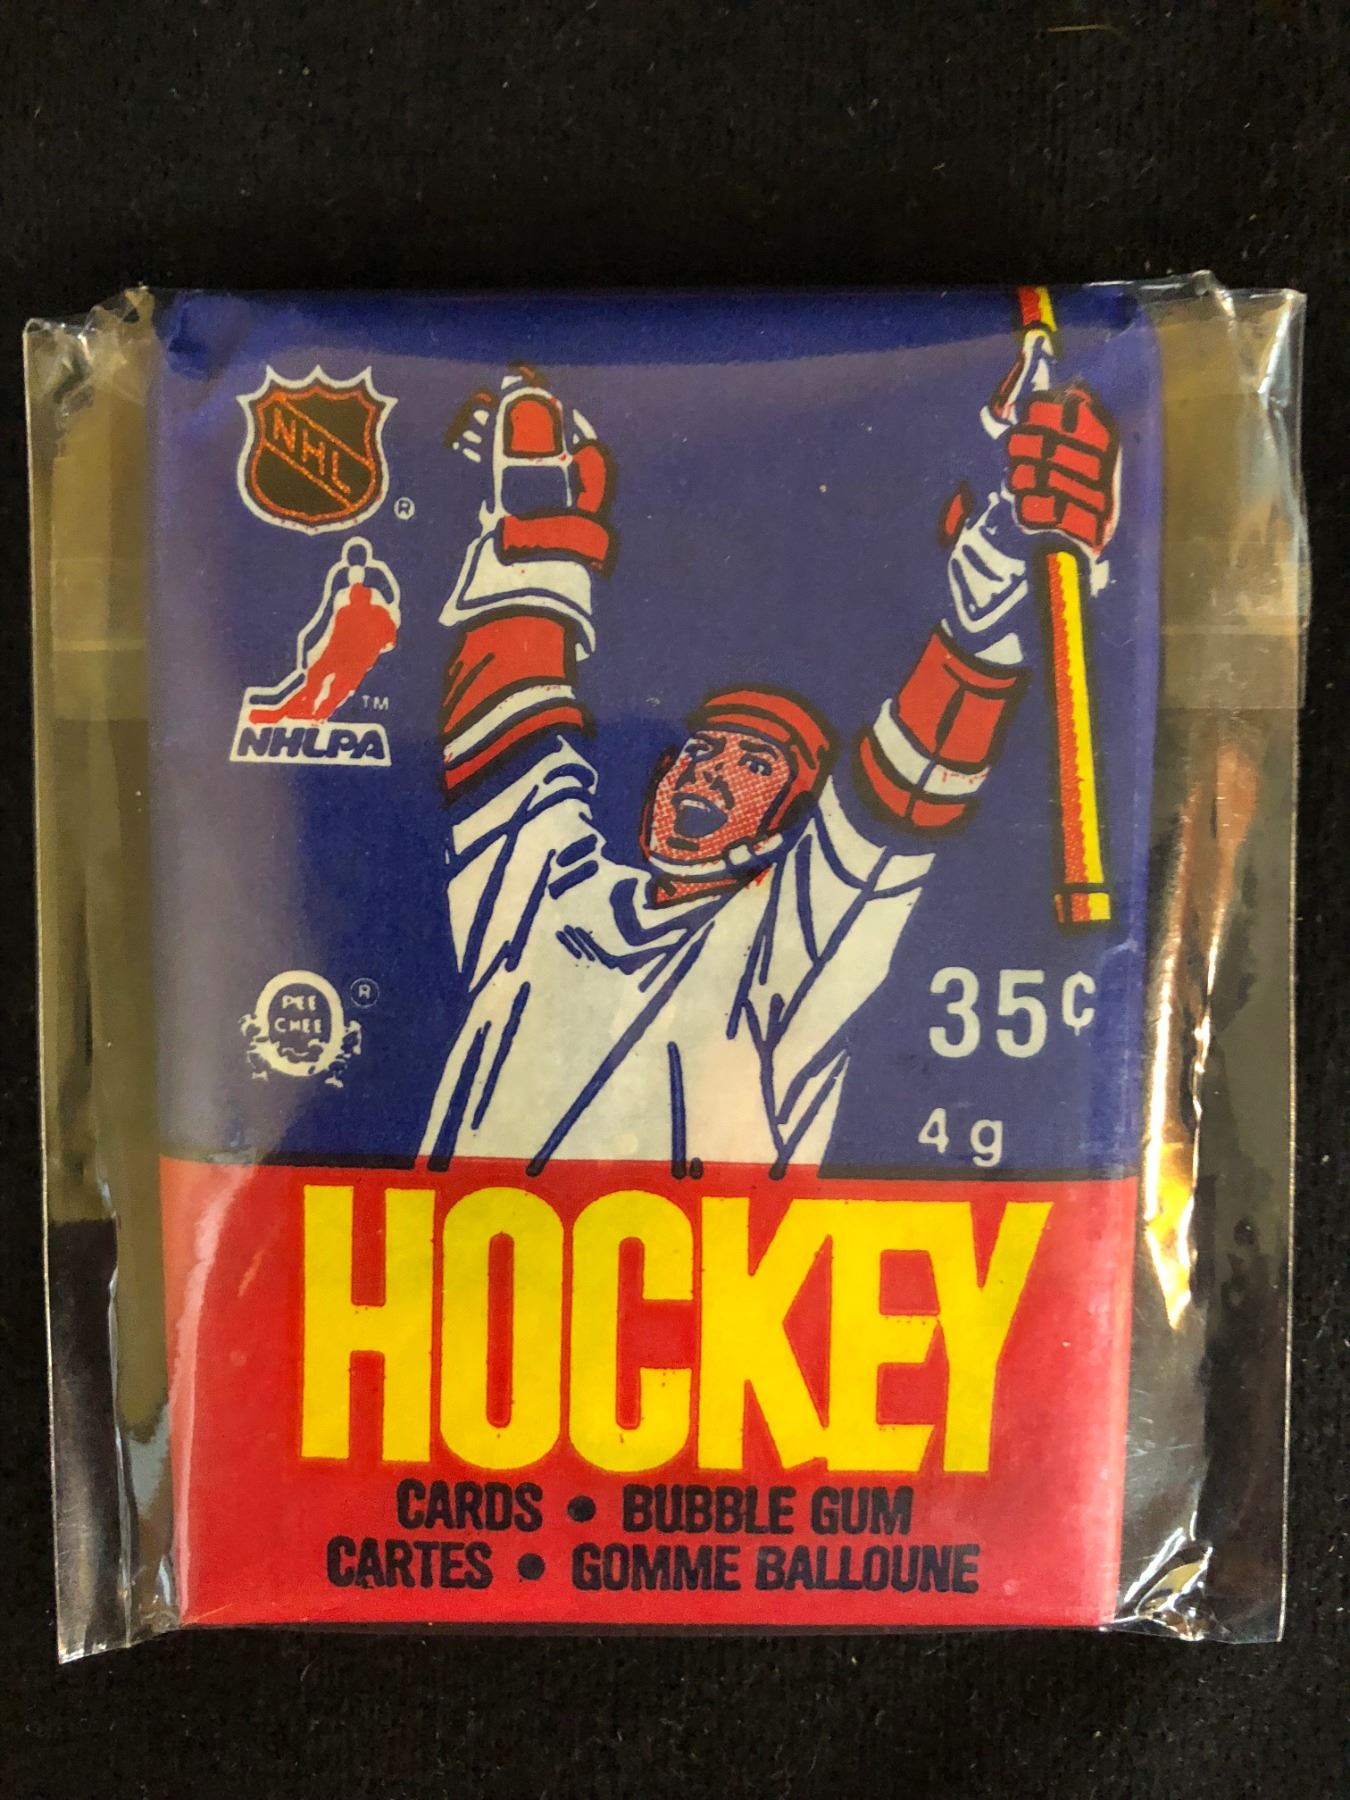 NHL
®
TM
NHLPA
PEE
CHEE
®
35¢
4g
HOCKEY
CARDS • BUBBLE GUM
CARTES • GOMME BALLOUNE